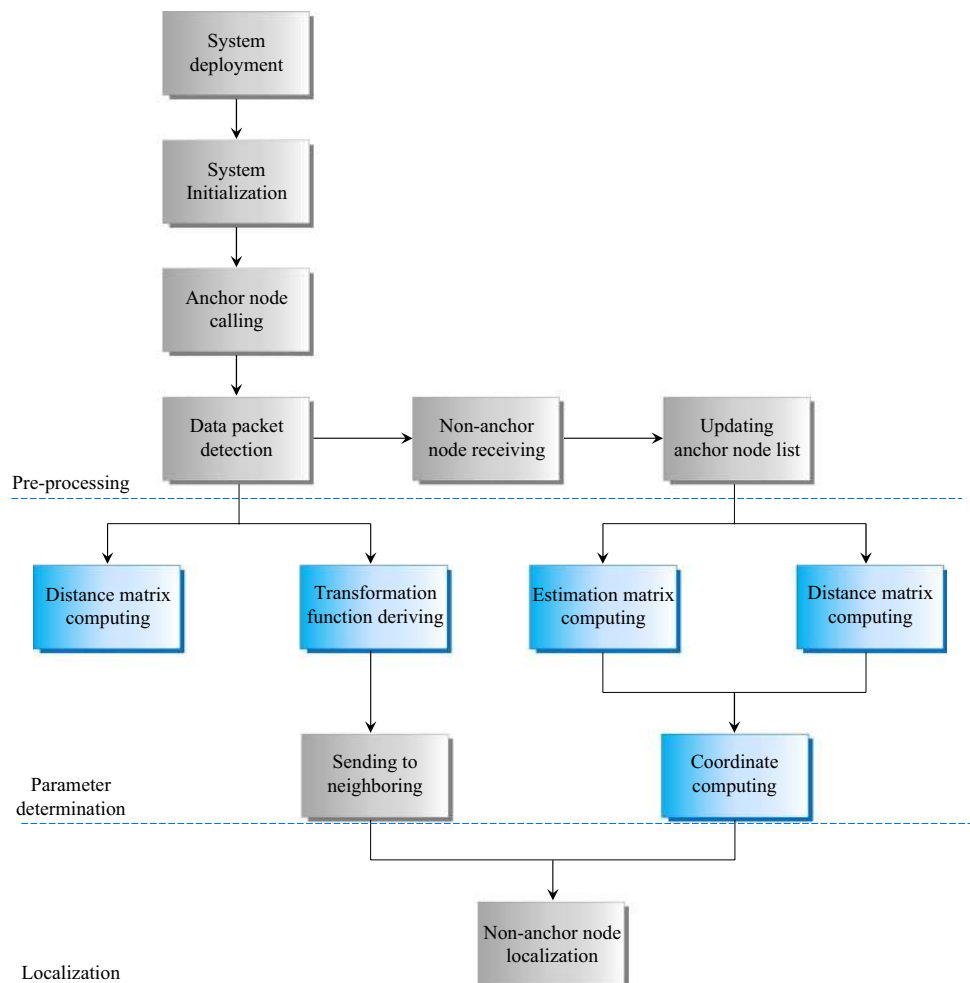 System
deployment
System
Initialization
Anchor node
calling
Data packet
detection
Non-anchor
node receiving
Updating
anchor node list
Pre-processing
Distance matrix
computing
Transformation
function deriving
Estimation matrix
computing
Distance matrix
computing
Sending to
neighboring
Coordinate
computing
Parameter
determination
Non-anchor node
localization
Localization